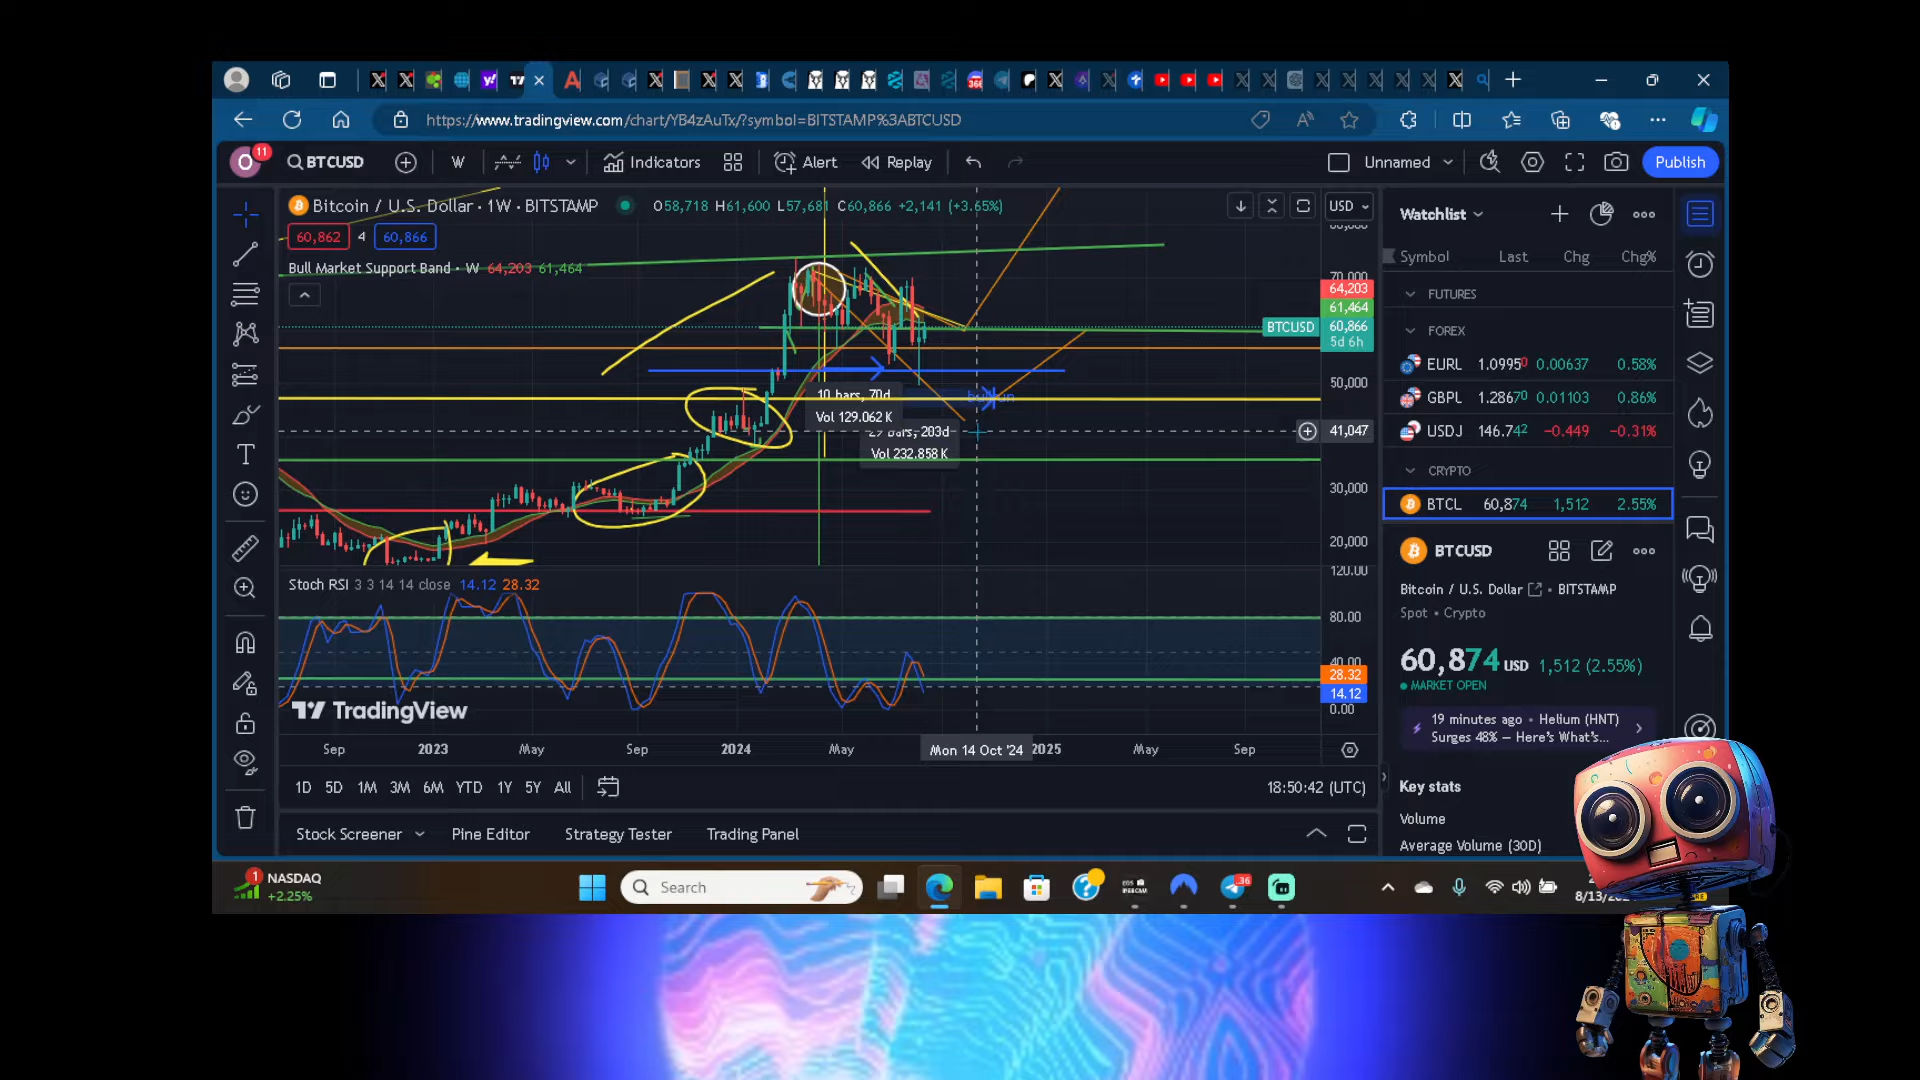 https://www.tradingview.com/chart/YB4zAuTx/?symbol=BITSTAMP%3ABTCUSD
O 11 BTCUSD W Indicators Alert Replay Unnamed Publish
Bitcoin / U.S. Dollar · 1W · BITSTAMP O58,718 H61,600 L57,681 C60,866 +2,141 (+3.65%) USD
60,862 4 60,866
Bull Market Support Band · W 64,203 61,464
70,000
64,203
61,464
BTCUSD 60,866
5d 6h
50,000
10 bars, 70d
Vol 129.062 K
41,047
29 bars, 203d
Vol 232.858 K
30,000
20,000
120.00
Stoch RSI 3 3 14 14 close 14.12 28.32
80.00
40.00
28.32
14.12
0.00
TradingView
Sep 2023 May Sep 2024 May Mon 14 Oct '24 2025 May Sep
1D 5D 1M 3M 6M YTD 1Y 5Y All 18:50:42 (UTC)
Stock Screener Pine Editor Strategy Tester Trading Panel
Watchlist
Symbol Last Chg Chg%
FUTURES
FOREX
EURL 1.09950 0.00637 0.58%
GBPL 1.28670 0.01103 0.86%
USDJ 146.742 -0.449 -0.31%
CRYPTO
BTCL 60,874 1,512 2.55%
BTCUSD
Bitcoin / U.S. Dollar · BITSTAMP
Spot · Crypto
60,874 USD 1,512 (2.55%)
MARKET OPEN
19 minutes ago · Helium (HNT)
Surges 48% — Here's What's...
Key stats
Volume
Average Volume (30D)
1 NASDAQ
+2.25%
Search
36